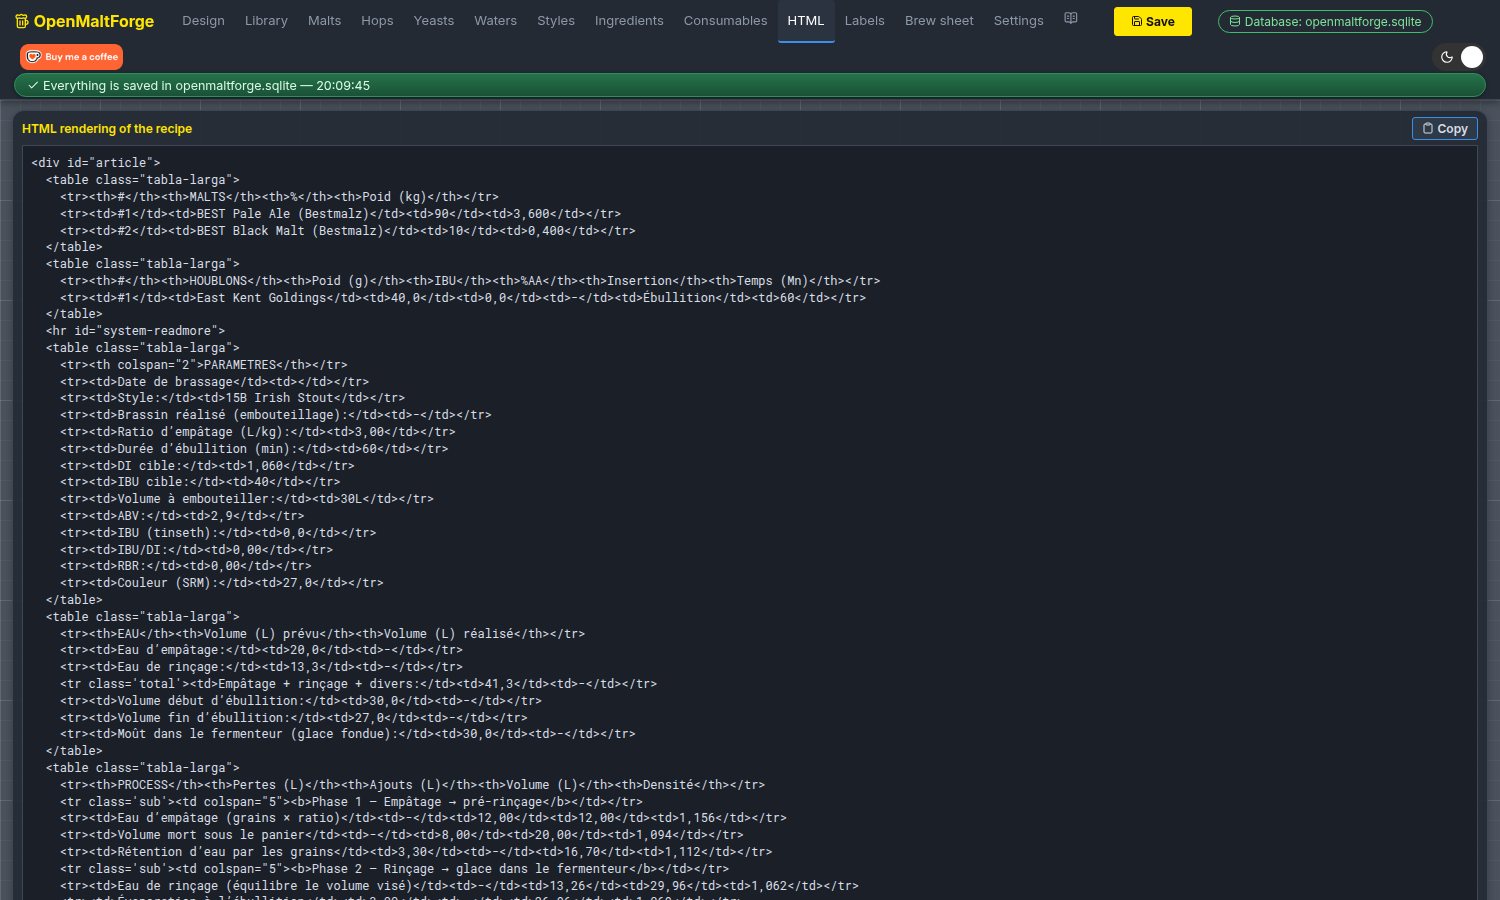 OpenMaltForge Design Library Malts Hops Yeasts Waters Styles Ingredients Consumables HTML Labels Brew sheet Settings Save Database: openmaltforge.sqlite
Buy me a coffee
Everything is saved in openmaltforge.sqlite — 20:09:45
HTML rendering of the recipe Copy
<div id="article">
<table class="tabla-larga">
<tr><th>#</th><th>MALTS</th><th>%</th><th>Poid (kg)</th></tr>
<tr><td>#1</td><td>BEST Pale Ale (Bestmalz)</td><td>90</td><td>3,600</td></tr>
<tr><td>#2</td><td>BEST Black Malt (Bestmalz)</td><td>10</td><td>0,400</td></tr>
</table>
<table class="tabla-larga">
<tr><th>#</th><th>HOUBLONS</th><th>Poid (g)</th><th>IBU</th><th>%AA</th><th>Insertion</th><th>Temps (Mn)</th></tr>
<tr><td>#1</td><td>East Kent Goldings</td><td>40,0</td><td>0,0</td><td>-</td><td>Ébullition</td><td>60</td></tr>
</table>
<hr id="system-readmore">
<table class="tabla-larga">
<tr><th colspan="2">PARAMETRES</th></tr>
<tr><td>Date de brassage</td><td></td></tr>
<tr><td>Style:</td><td>15B Irish Stout</td></tr>
<tr><td>Brassin réalisé (embouteillage):</td><td>-</td></tr>
<tr><td>Ratio d'empâtage (L/kg):</td><td>3,00</td></tr>
<tr><td>Durée d'ébullition (min):</td><td>60</td></tr>
<tr><td>DI cible:</td><td>1,060</td></tr>
<tr><td>IBU cible:</td><td>40</td></tr>
<tr><td>Volume à embouteiller:</td><td>30L</td></tr>
<tr><td>ABV:</td><td>2,9</td></tr>
<tr><td>IBU (tinseth):</td><td>0,0</td></tr>
<tr><td>IBU/DI:</td><td>0,00</td></tr>
<tr><td>RBR:</td><td>0,00</td></tr>
<tr><td>Couleur (SRM):</td><td>27,0</td></tr>
</table>
<table class="tabla-larga">
<tr><th>EAU</th><th>Volume (L) prévu</th><th>Volume (L) réalisé</th></tr>
<tr><td>Eau d'empâtage:</td><td>20,0</td><td>-</td></tr>
<tr><td>Eau de rinçage:</td><td>13,3</td><td>-</td></tr>
<tr class='total'><td>Empâtage + rinçage + divers:</td><td>41,3</td><td>-</td></tr>
<tr><td>Volume début d'ébullition:</td><td>30,0</td><td>-</td></tr>
<tr><td>Volume fin d'ébullition:</td><td>27,0</td><td>-</td></tr>
<tr><td>Moût dans le fermenteur (glace fondue):</td><td>30,0</td><td>-</td></tr>
</table>
<table class="tabla-larga">
<tr><th>PROCESS</th><th>Pertes (L)</th><th>Ajouts (L)</th><th>Volume (L)</th><th>Densité</th></tr>
<tr class='sub'><td colspan="5"><b>Phase 1 — Empâtage → pré-rinçage</b></td></tr>
<tr><td>Eau d'empâtage (grains × ratio)</td><td>-</td><td>12,00</td><td>12,00</td><td>1,156</td></tr>
<tr><td>Volume mort sous le panier</td><td>-</td><td>8,00</td><td>20,00</td><td>1,094</td></tr>
<tr><td>Rétention d'eau par les grains</td><td>3,30</td><td>-</td><td>16,70</td><td>1,112</td></tr>
<tr class='sub'><td colspan="5"><b>Phase 2 — Rinçage → glace dans le fermenteur</b></td></tr>
<tr><td>Eau de rinçage (équilibre le volume visé)</td><td>-</td><td>13,26</td><td>29,96</td><td>1,062</td></tr>